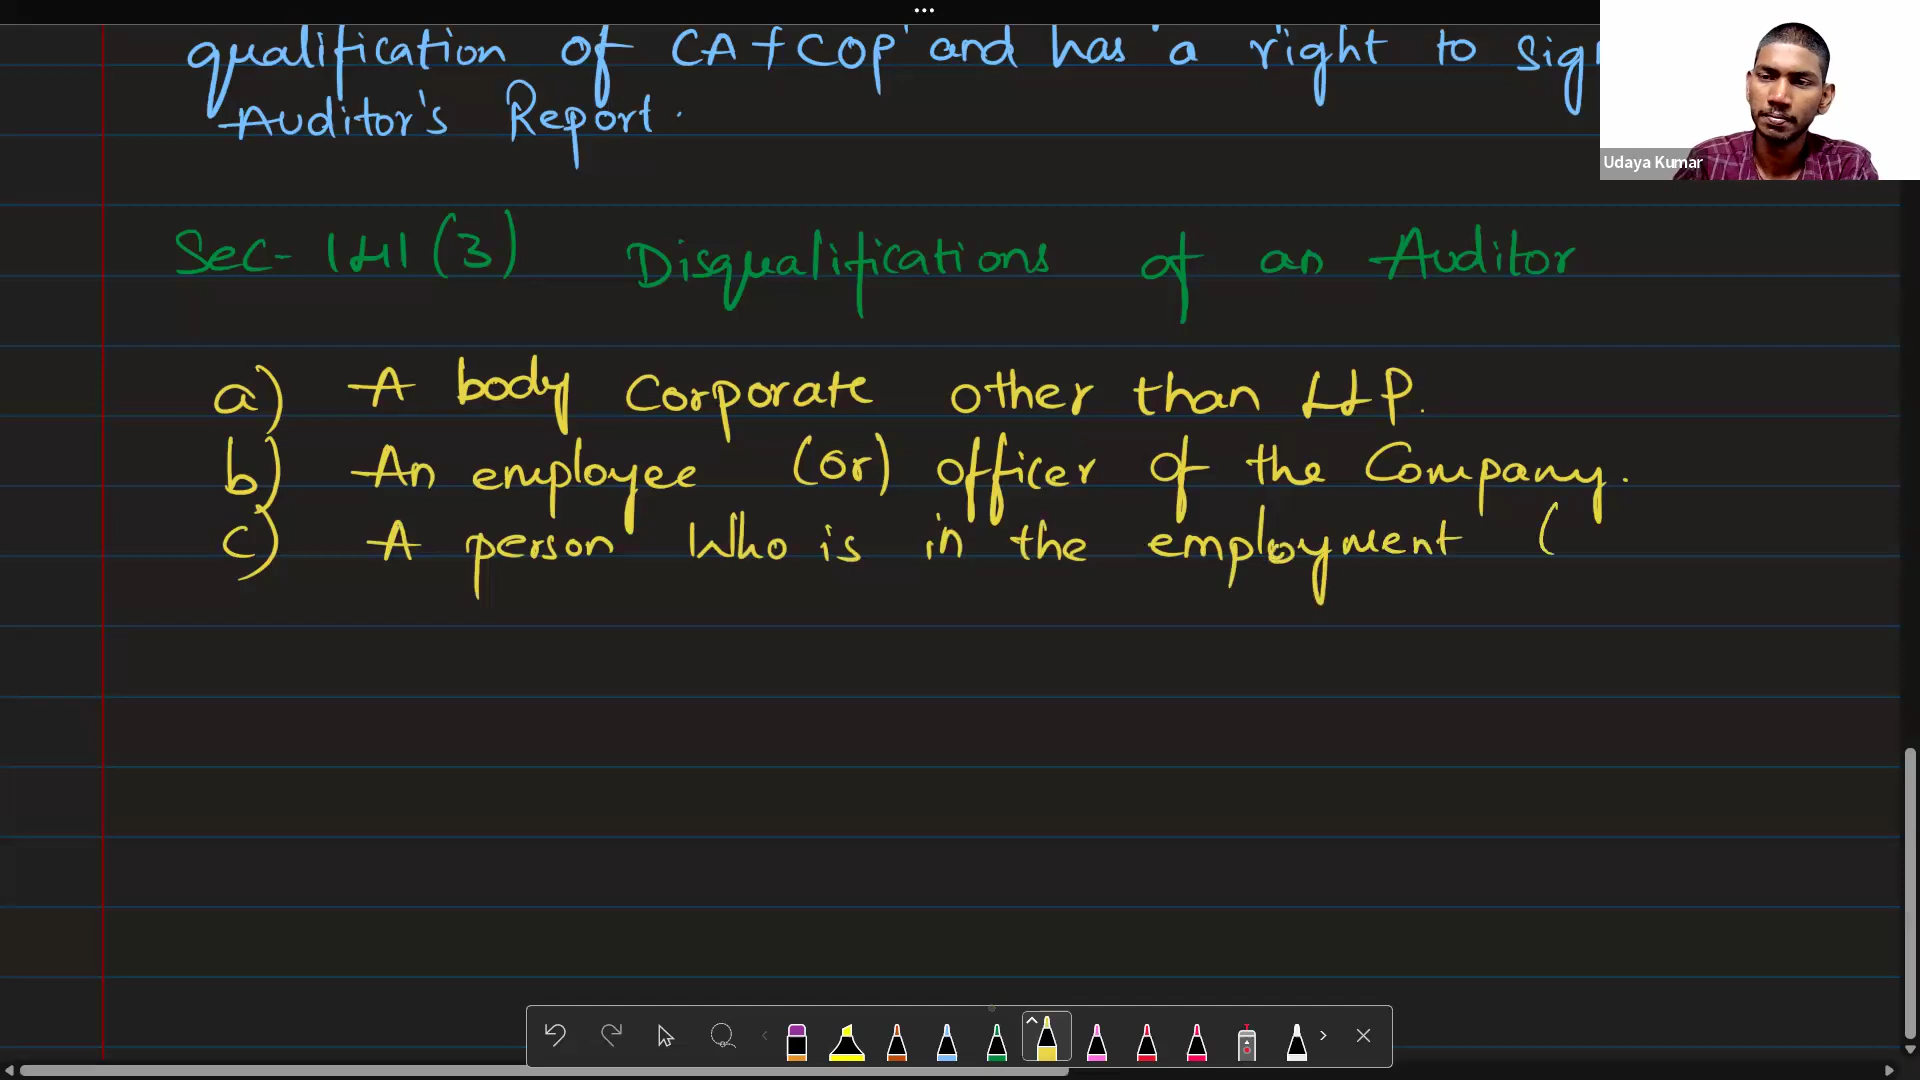 qualification of CA + COP and has a right to sig
Auditor's Report.
Udaya Kumar
Sec- 141 (3) Disqualifications of an Auditor
a) A body Corporate other than LLP.
b) An employee (or) officer of the Company.
c) A person Who is in the employment (